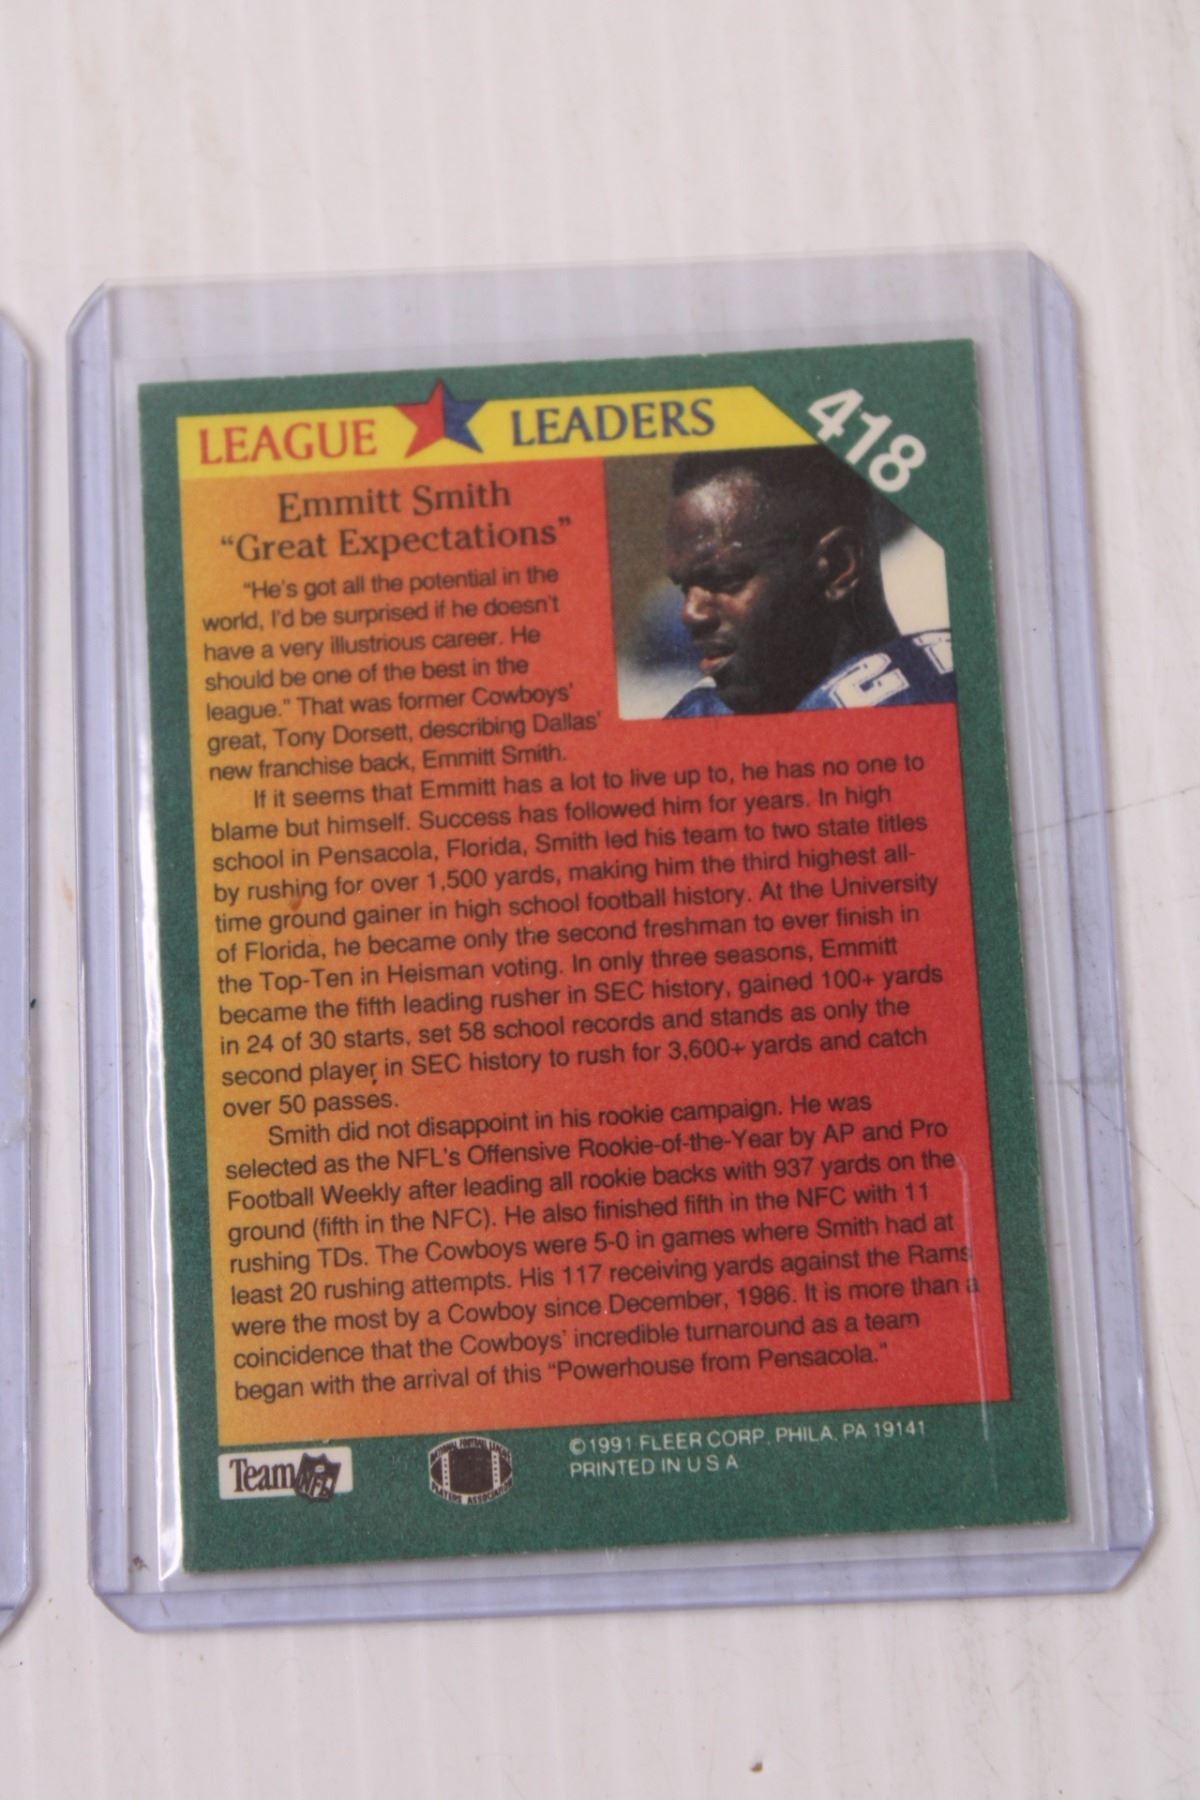 LEAGUE LEADERS
418
Emmitt Smith
“Great Expectations”
“He's got all the potential in the
world, I'd be surprised if he doesn't
have a very illustrious career. He
should be one of the best in the
league.” That was former Cowboys'
great, Tony Dorsett, describing Dallas'
new franchise back, Emmitt Smith.
If it seems that Emmitt has a lot to live up to, he has no one to
blame but himself. Success has followed him for years. In high
school in Pensacola, Florida, Smith led his team to two state titles
by rushing for over 1,500 yards, making him the third highest all-
time ground gainer in high school football history. At the University
of Florida, he became only the second freshman to ever finish in
the Top-Ten in Heisman voting. In only three seasons, Emmitt
became the fifth leading rusher in SEC history, gained 100+ yards
in 24 of 30 starts, set 58 school records and stands as only the
second player in SEC history to rush for 3,600+ yards and catch
over 50 passes.
Smith did not disappoint in his rookie campaign. He was
selected as the NFL's Offensive Rookie-of-the-Year by AP and Pro
Football Weekly after leading all rookie backs with 937 yards on the
ground (fifth in the NFC). He also finished fifth in the NFC with 11
rushing TDs. The Cowboys were 5-0 in games where Smith had at
least 20 rushing attempts. His 117 receiving yards against the Rams
were the most by a Cowboy since December, 1986. It is more than a
coincidence that the Cowboys' incredible turnaround as a team
began with the arrival of this “Powerhouse from Pensacola.”
Team NFL
NATIONAL FOOTBALL LEAGUE
PLAYERS ASSOCIATION
©1991 FLEER CORP. PHILA. PA 19141
PRINTED IN U S A